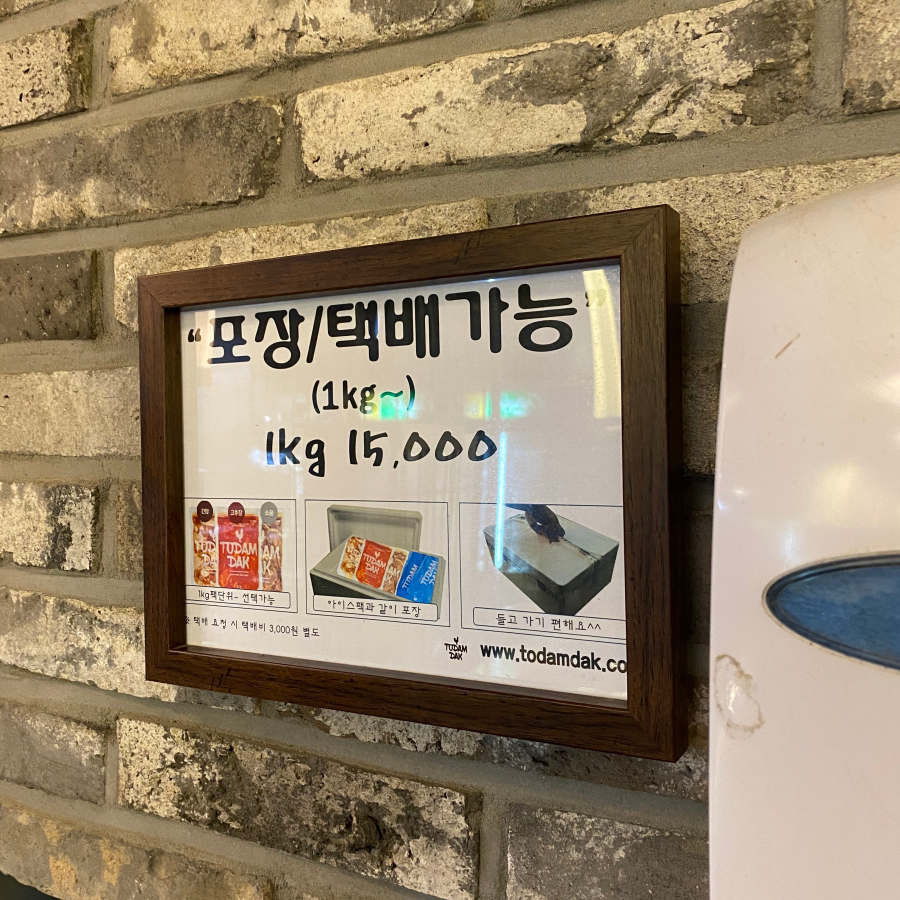 “포장/택배가능”
(1kg~)
1kg 15,000
간장 고추장 소금
TUDAM
DAK
1kg팩단위~ 선택가능
아이스팩과 같이 포장
들고 가기 편해요^^
※ 택배 요청 시 택배비 3,000원 별도
TUDAM
DAK
www.todamdak.co